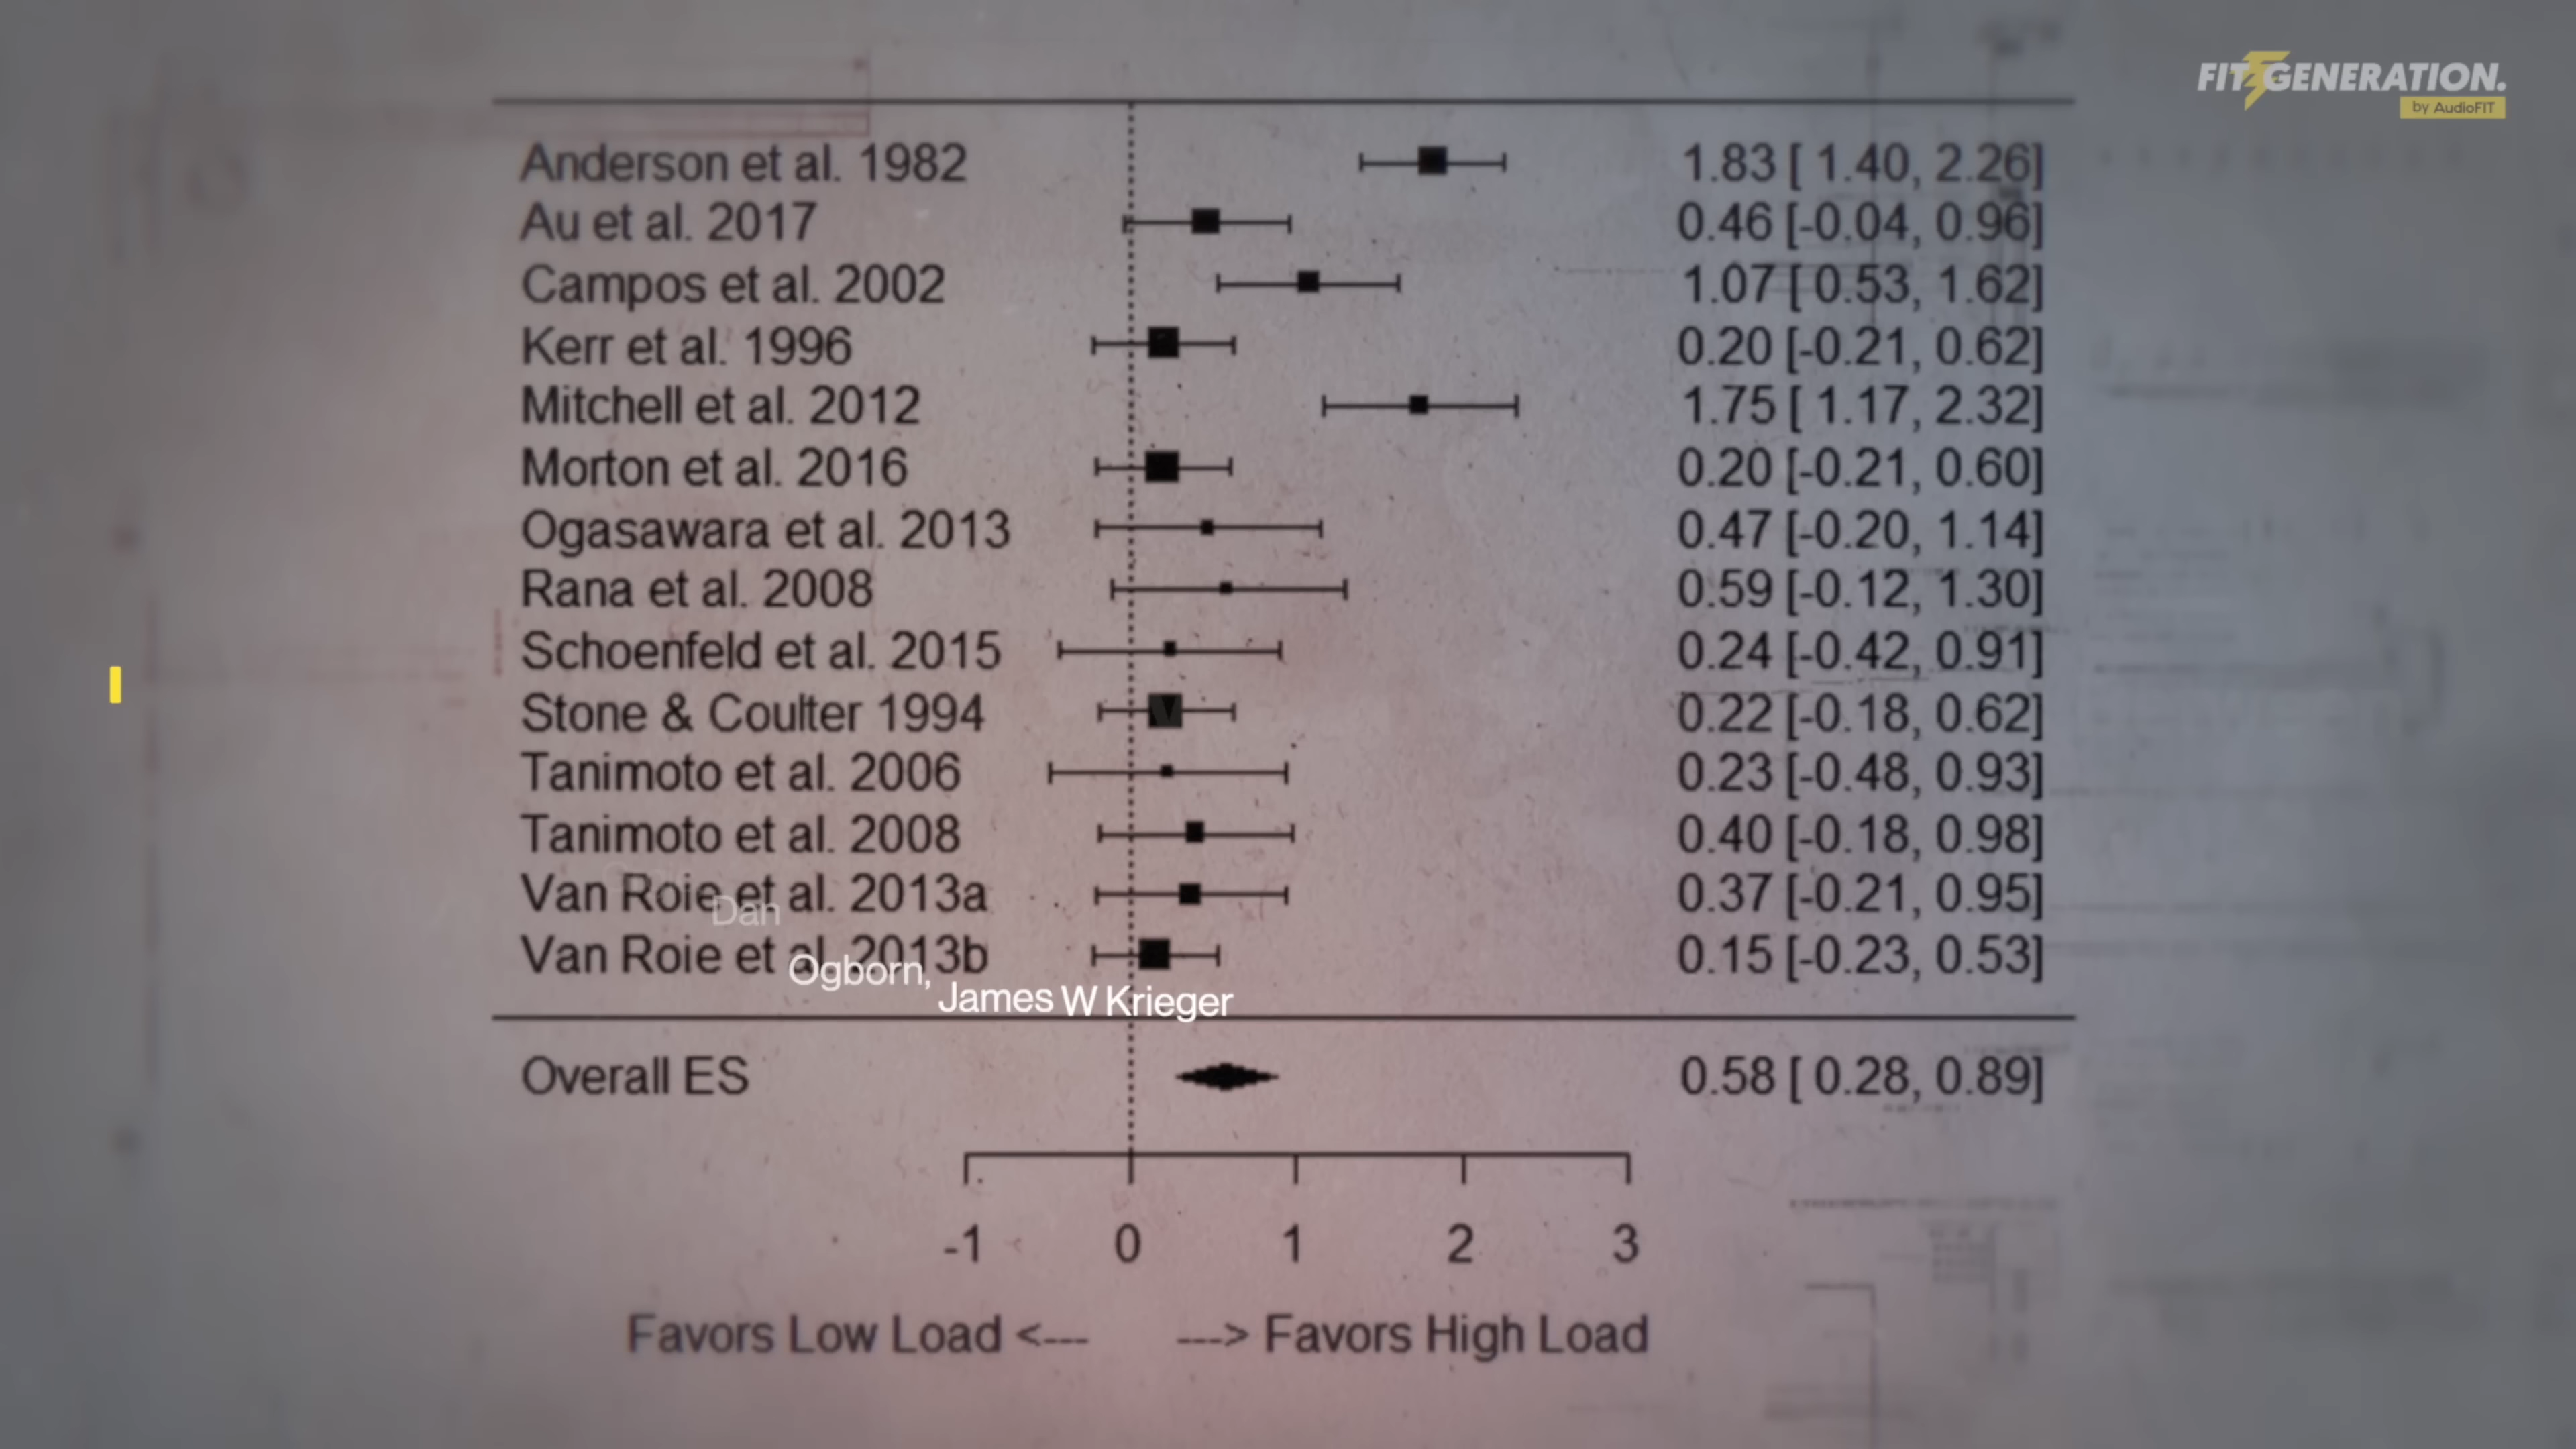 FIT GENERATION.
by AudioFIT
Anderson et al. 1982 1.83 [ 1.40, 2.26]
Au et al. 2017 0.46 [-0.04, 0.96]
Campos et al. 2002 1.07 [ 0.53, 1.62]
Kerr et al. 1996 0.20 [-0.21, 0.62]
Mitchell et al. 2012 1.75 [ 1.17, 2.32]
Morton et al. 2016 0.20 [-0.21, 0.60]
Ogasawara et al. 2013 0.47 [-0.20, 1.14]
Rana et al. 2008 0.59 [-0.12, 1.30]
Schoenfeld et al. 2015 0.24 [-0.42, 0.91]
Stone & Coulter 1994 0.22 [-0.18, 0.62]
Tanimoto et al. 2006 0.23 [-0.48, 0.93]
Tanimoto et al. 2008 0.40 [-0.18, 0.98]
Van Roie et al. 2013a 0.37 [-0.21, 0.95]
Dan
Van Roie et al. 2013b 0.15 [-0.23, 0.53]
Ogborn,
James W Krieger
Overall ES 0.58 [ 0.28, 0.89]
-1 0 1 2 3
Favors Low Load <--- ---> Favors High Load